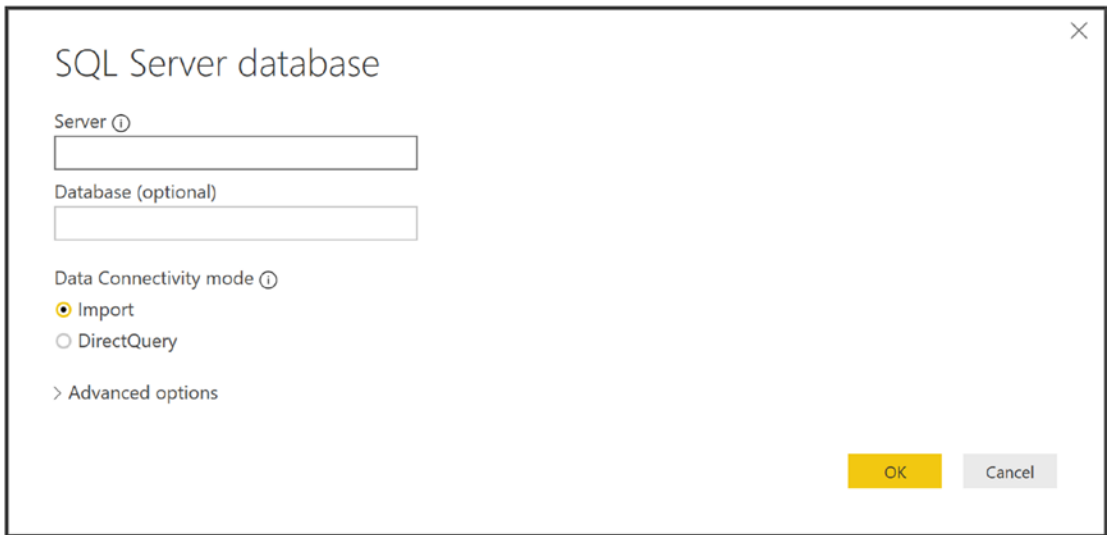 SQL Server database
Server
Database (optional)
Data Connectivity mode
Import
DirectQuery
Advanced options
OK
Cancel